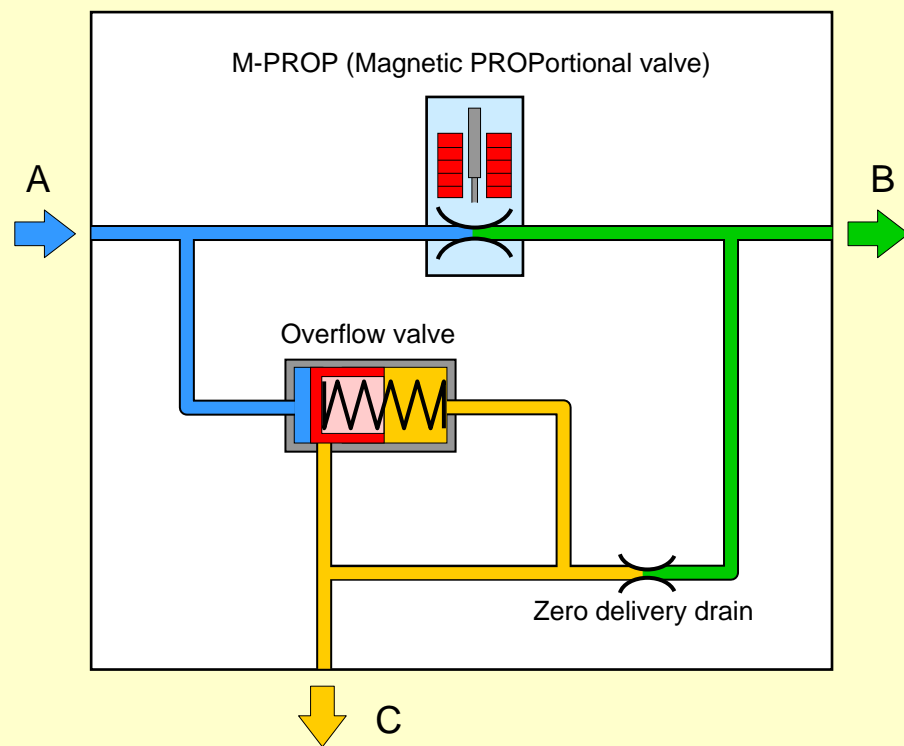 M-PROP (Magnetic PROPortional valve)
A
B
Overflow valve
Zero delivery drain
C